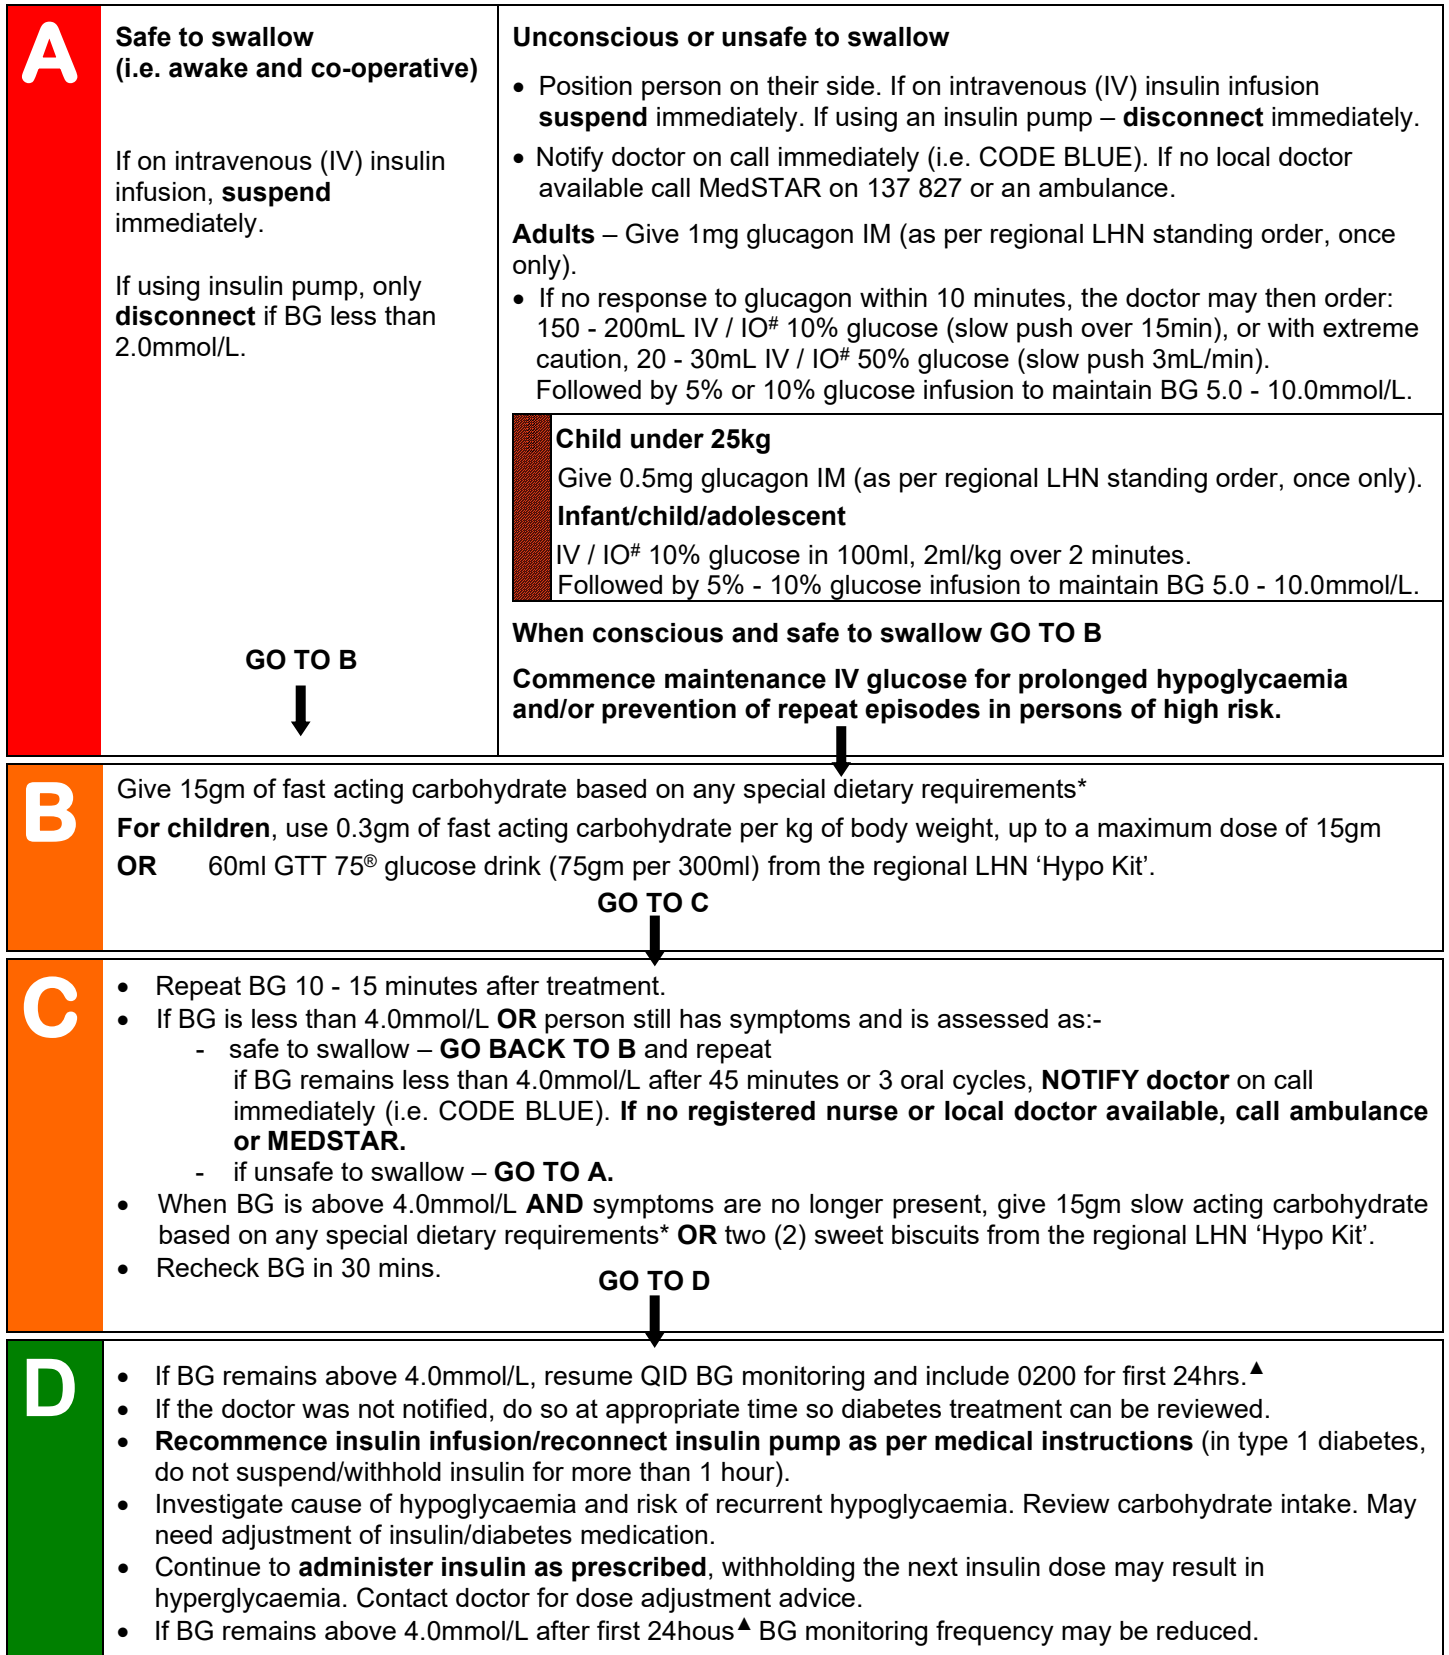 A
Safe to swallow
(i.e. awake and co-operative)
If on intravenous (IV) insulin
infusion, suspend
immediately.
If using insulin pump, only
disconnect if BG less than
2.0mmol/L.
GO TO B
Unconscious or unsafe to swallow
• Position person on their side. If on intravenous (IV) insulin infusion
suspend immediately. If using an insulin pump – disconnect immediately.
• Notify doctor on call immediately (i.e. CODE BLUE). If no local doctor
available call MedSTAR on 137 827 or an ambulance.
Adults – Give 1mg glucagon IM (as per regional LHN standing order, once
only).
• If no response to glucagon within 10 minutes, the doctor may then order:
150 - 200mL IV / IO# 10% glucose (slow push over 15min), or with extreme
caution, 20 - 30mL IV / IO# 50% glucose (slow push 3mL/min).
Followed by 5% or 10% glucose infusion to maintain BG 5.0 - 10.0mmol/L.
Child under 25kg
Give 0.5mg glucagon IM (as per regional LHN standing order, once only).
Infant/child/adolescent
IV / IO# 10% glucose in 100ml, 2ml/kg over 2 minutes.
Followed by 5% - 10% glucose infusion to maintain BG 5.0 - 10.0mmol/L.
When conscious and safe to swallow GO TO B
Commence maintenance IV glucose for prolonged hypoglycaemia
and/or prevention of repeat episodes in persons of high risk.
B
Give 15gm of fast acting carbohydrate based on any special dietary requirements*
For children, use 0.3gm of fast acting carbohydrate per kg of body weight, up to a maximum dose of 15gm
OR 60ml GTT 75® glucose drink (75gm per 300ml) from the regional LHN ‘Hypo Kit’.
GO TO C
C
• Repeat BG 10 - 15 minutes after treatment.
• If BG is less than 4.0mmol/L OR person still has symptoms and is assessed as:-
- safe to swallow – GO BACK TO B and repeat
if BG remains less than 4.0mmol/L after 45 minutes or 3 oral cycles, NOTIFY doctor on call
immediately (i.e. CODE BLUE). If no registered nurse or local doctor available, call ambulance
or MEDSTAR.
- if unsafe to swallow – GO TO A.
• When BG is above 4.0mmol/L AND symptoms are no longer present, give 15gm slow acting carbohydrate
based on any special dietary requirements* OR two (2) sweet biscuits from the regional LHN ‘Hypo Kit’.
• Recheck BG in 30 mins.
GO TO D
D
• If BG remains above 4.0mmol/L, resume QID BG monitoring and include 0200 for first 24hrs.▲
• If the doctor was not notified, do so at appropriate time so diabetes treatment can be reviewed.
• Recommence insulin infusion/reconnect insulin pump as per medical instructions (in type 1 diabetes,
do not suspend/withhold insulin for more than 1 hour).
• Investigate cause of hypoglycaemia and risk of recurrent hypoglycaemia. Review carbohydrate intake. May
need adjustment of insulin/diabetes medication.
• Continue to administer insulin as prescribed, withholding the next insulin dose may result in
hyperglycaemia. Contact doctor for dose adjustment advice.
• If BG remains above 4.0mmol/L after first 24hous▲ BG monitoring frequency may be reduced.